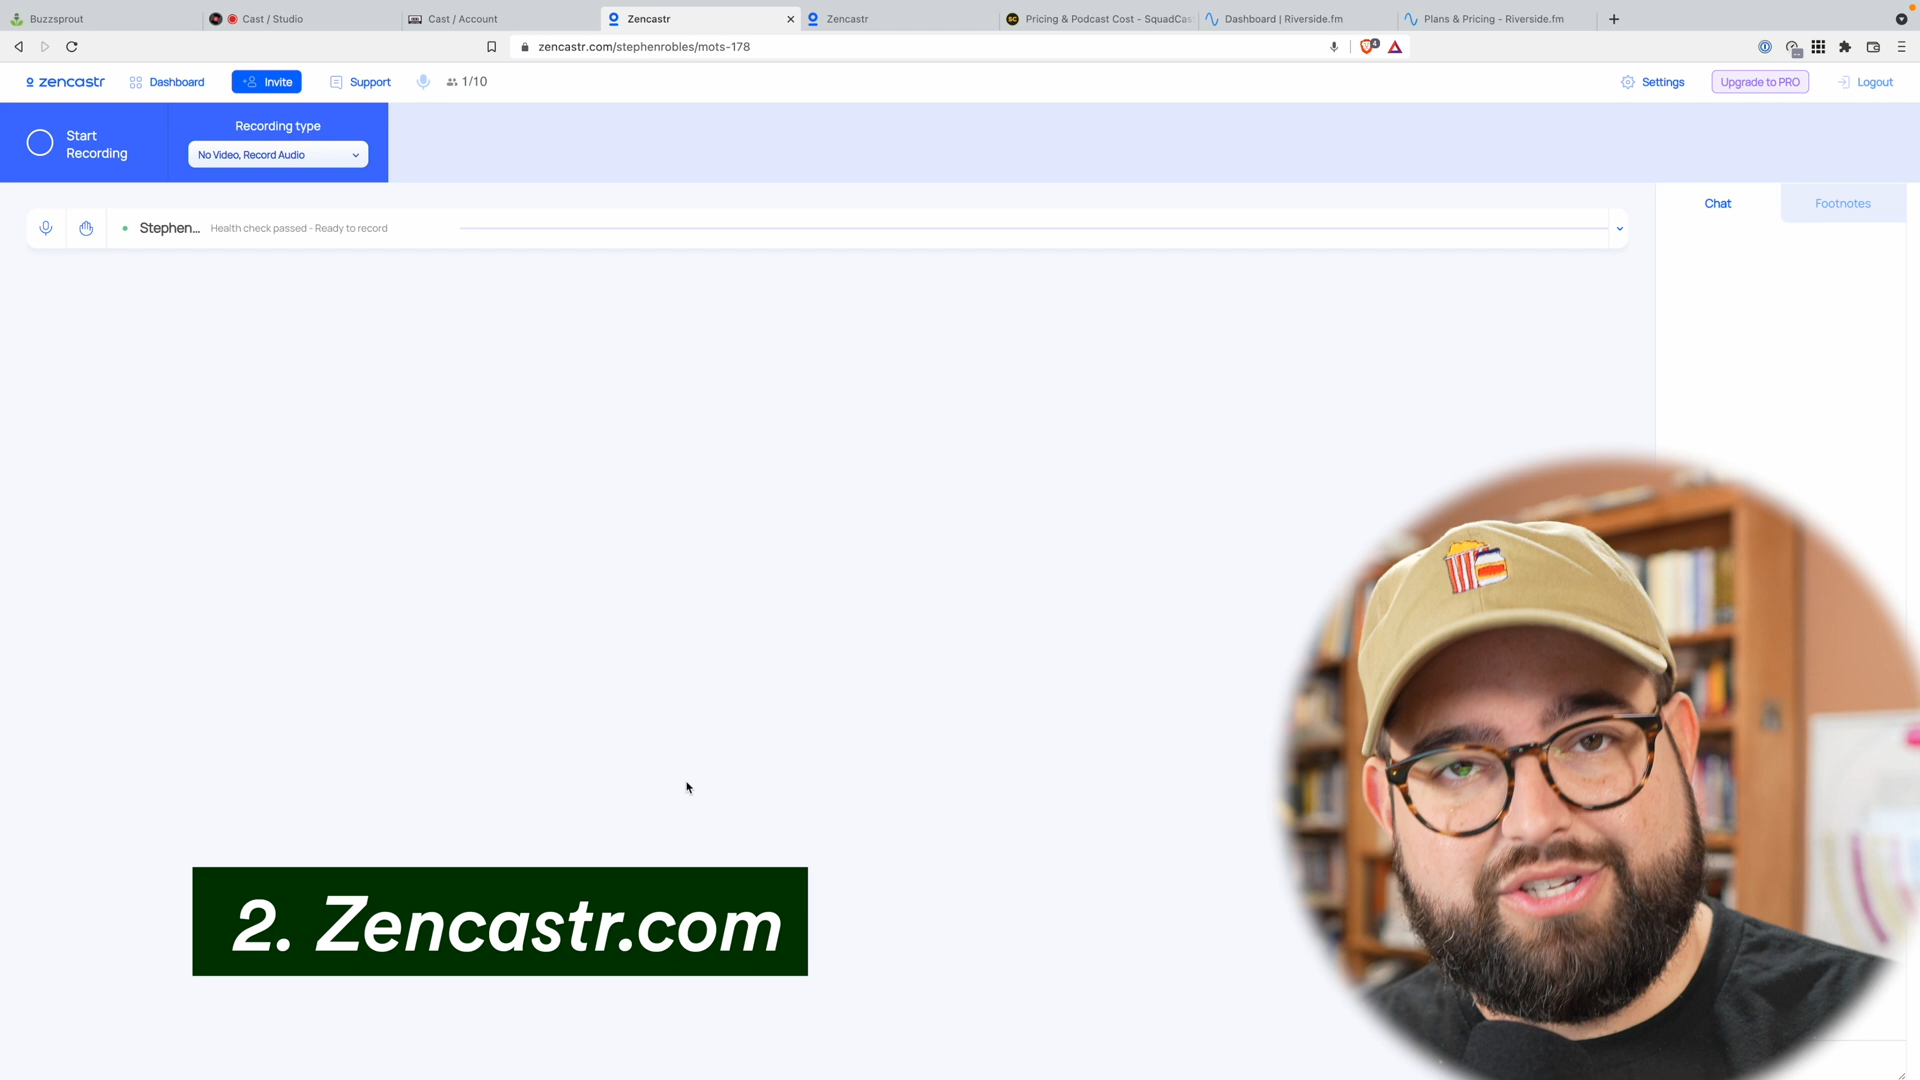 Buzzsprout
Cast / Studio
Cast / Account
Zencastr
Zencastr
Pricing & Podcast Cost - SquadCas
Dashboard | Riverside.fm
Plans & Pricing - Riverside.fm
zencastr.com/stephenrobles/mots-178
4
zencastr
Dashboard
Invite
Support
1/10
Settings
Upgrade to PRO
Logout
Start
Recording
Recording type
No Video, Record Audio
Chat
Footnotes
Stephen...
Health check passed - Ready to record
2. Zencastr.com